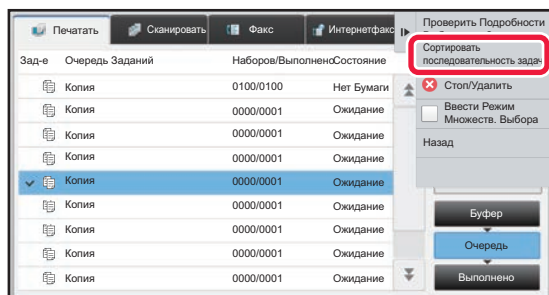 Печатать
Сканировать
Факс
Интернетфакс
Проверить Подробности
Сортировать
последовательность задач
Стоп/Удалить
Ввести Режим
Множеств. Выбора
Назад
Зад-е Очередь Заданий Наборов/Выполнено Состояние
Копия 0100/0100 Нет Бумаги
Копия 0000/0001 Ожидание
Копия 0000/0001 Ожидание
Копия 0000/0001 Ожидание
Копия 0000/0001 Ожидание
Копия 0000/0001 Ожидание
Копия 0000/0001 Ожидание
Копия 0000/0001 Ожидание
Копия 0000/0001 Ожидание
Буфер
Очередь
Выполнено